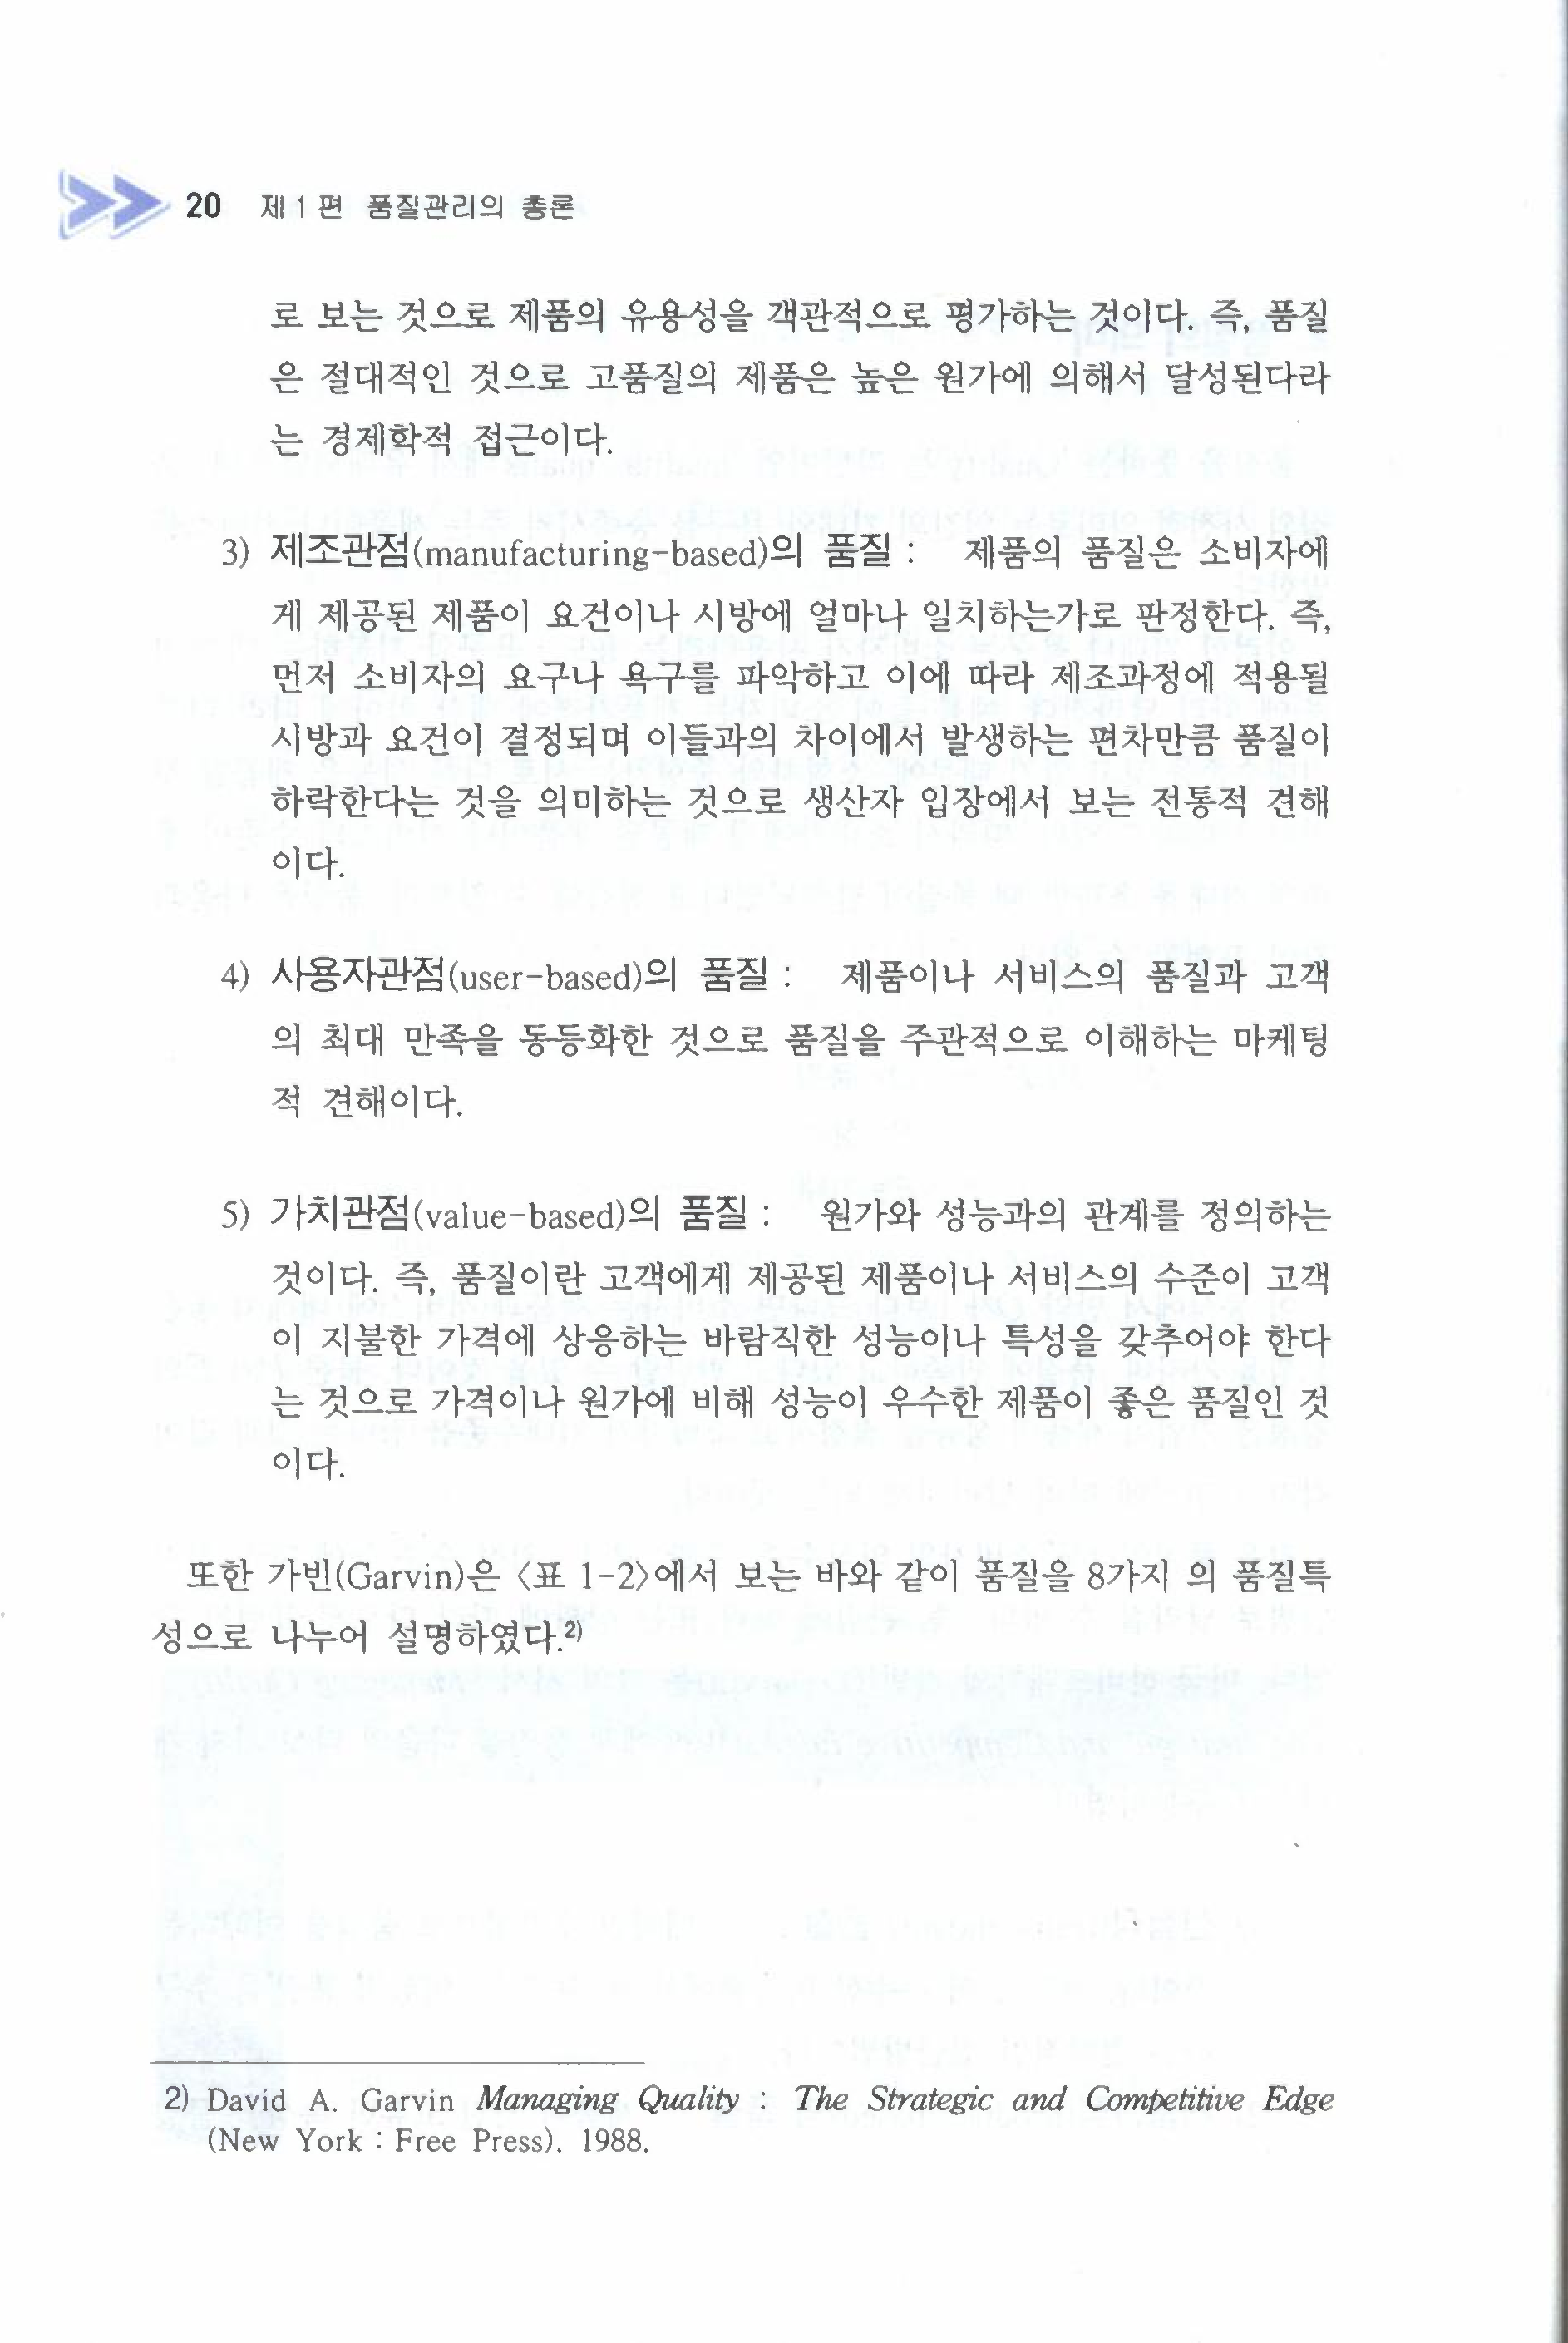 20 제 1 편 품질관리의 총론
로 보는 것으로 제품의 유용성을 객관적으로 평가하는 것이다. 즉, 품질
은 절대적인 것으로 고품질의 제품은 높은 원가에 의해서 달성된다라
는 경제학적 접근이다.
3) 제조관점(manufacturing-based)의 품질 : 제품의 품질은 소비자에
게 제공된 제품이 요건이나 시방에 얼마나 일치하는가로 판정한다. 즉,
먼저 소비자의 요구나 욕구를 파악하고 이에 따라 제조과정에 적용될
시방과 요건이 결정되며 이들과의 차이에서 발생하는 편차만큼 품질이
하락한다는 것을 의미하는 것으로 생산자 입장에서 보는 전통적 견해
이다.
4) 사용자관점(user-based)의 품질 : 제품이나 서비스의 품질과 고객
의 최대 만족을 동등화한 것으로 품질을 주관적으로 이해하는 마케팅
적 견해이다.
5) 가치관점(value-based)의 품질 : 원가와 성능과의 관계를 정의하는
것이다. 즉, 품질이란 고객에게 제공된 제품이나 서비스의 수준이 고객
이 지불한 가격에 상응하는 바람직한 성능이나 특성을 갖추어야 한다
는 것으로 가격이나 원가에 비해 성능이 우수한 제품이 좋은 품질인 것
이다.
또한 가빈(Garvin)은 〈표 1-2〉에서 보는 바와 같이 품질을 8가지 의 품질특
성으로 나누어 설명하였다.2)
2) David A. Garvin Managing Quality : The Strategic and Competitive Edge
(New York : Free Press). 1988.